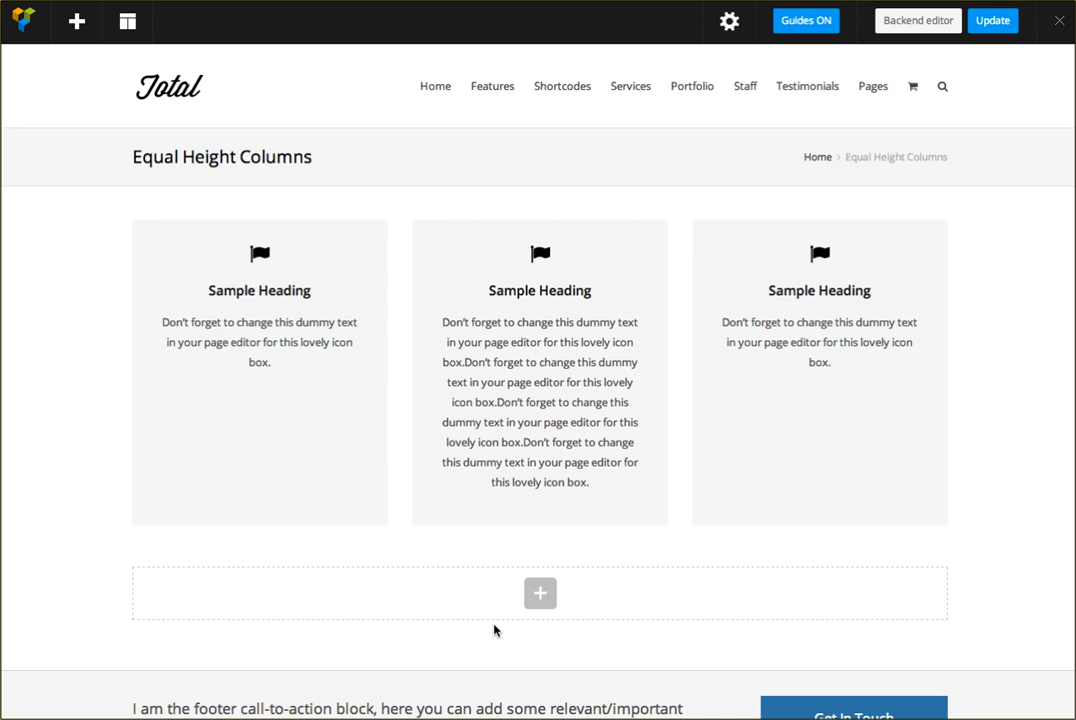 Guides ON
Backend editor
Update
Total
Home
Features
Shortcodes
Services
Portfolio
Staff
Testimonials
Pages
Equal Height Columns
Home › Equal Height Columns
Sample Heading
Don't forget to change this dummy text
in your page editor for this lovely icon
box.
Sample Heading
Don't forget to change this dummy text
in your page editor for this lovely icon
box.Don't forget to change this dummy
text in your page editor for this lovely
icon box.Don't forget to change this
dummy text in your page editor for this
lovely icon box.Don't forget to change
this dummy text in your page editor for
this lovely icon box.
Sample Heading
Don't forget to change this dummy text
in your page editor for this lovely icon
box.
I am the footer call-to-action block, here you can add some relevant/important
Get In Touch